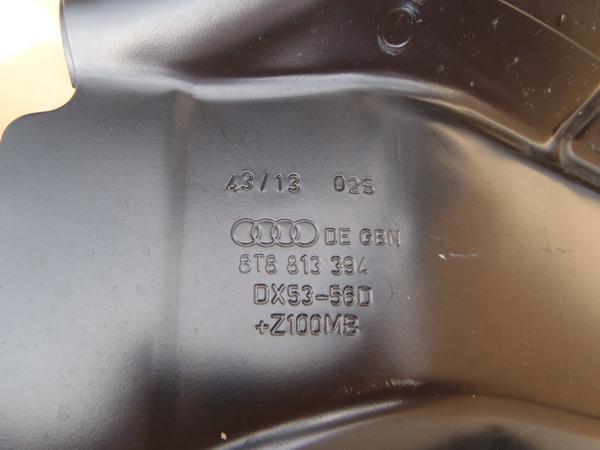 43/13 02S
DE GBN
8T8 813 394
DX53-56D
+Z100MB